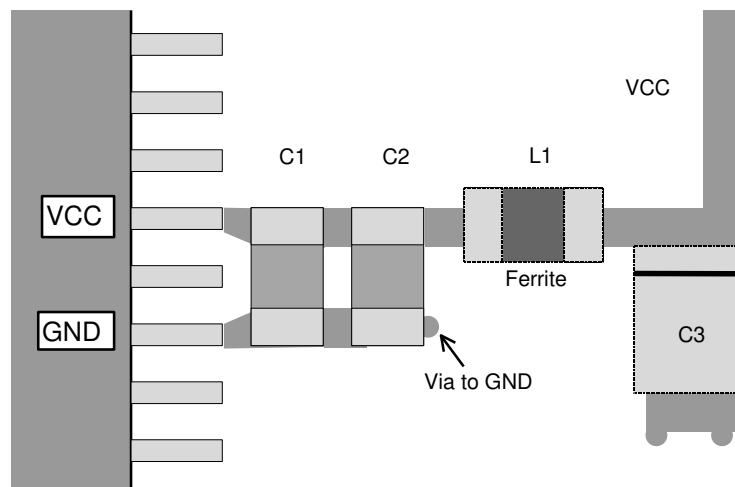 VCC
C1
C2
L1
VCC
Ferrite
GND
C3
Via to GND